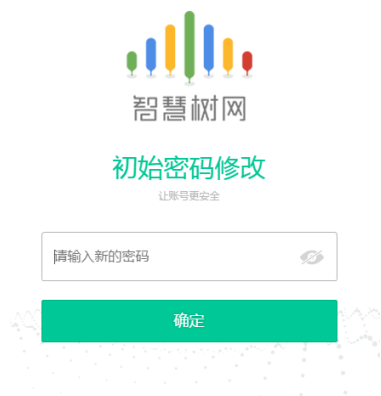 智慧树网
初始密码修改
让账号更安全
请输入新的密码
确定